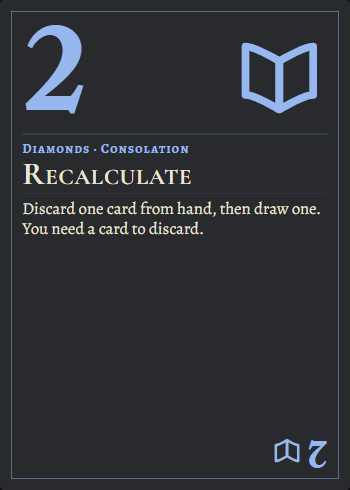 2
Diamonds · Consolation
Recalculate
Discard one card from hand, then draw one.
You need a card to discard.
2